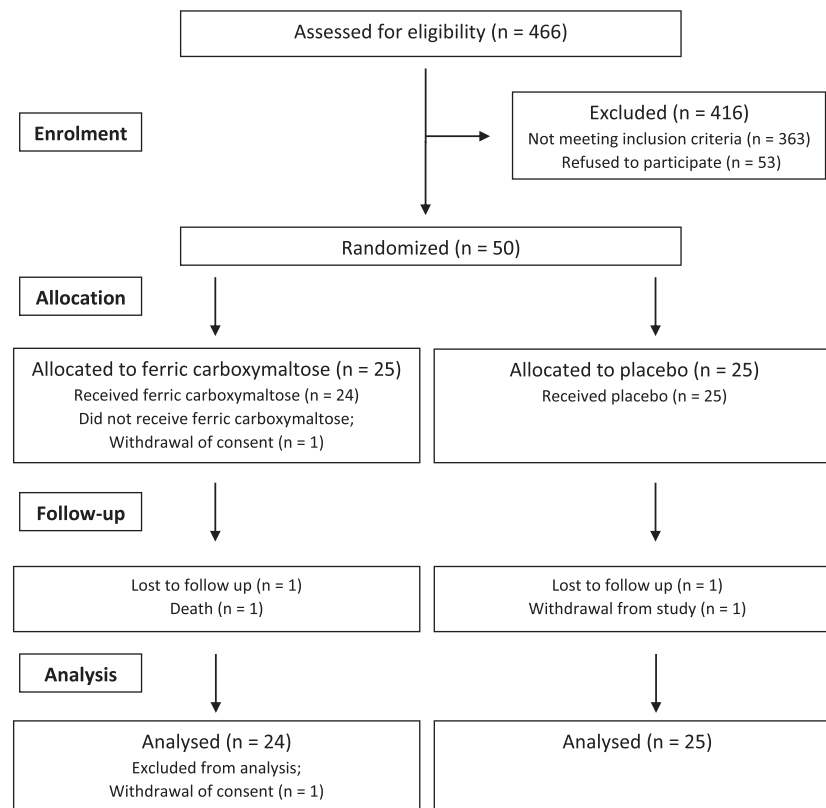 Assessed for eligibility (n = 466)
Enrolment
Excluded (n = 416)
Not meeting inclusion criteria (n = 363)
Refused to participate (n = 53)
Randomized (n = 50)
Allocation
Allocated to ferric carboxymaltose (n = 25)
Received ferric carboxymaltose (n = 24)
Did not receive ferric carboxymaltose;
Withdrawal of consent (n = 1)
Allocated to placebo (n = 25)
Received placebo (n = 25)
Follow-up
Lost to follow up (n = 1)
Death (n = 1)
Lost to follow up (n = 1)
Withdrawal from study (n = 1)
Analysis
Analysed (n = 24)
Excluded from analysis;
Withdrawal of consent (n = 1)
Analysed (n = 25)